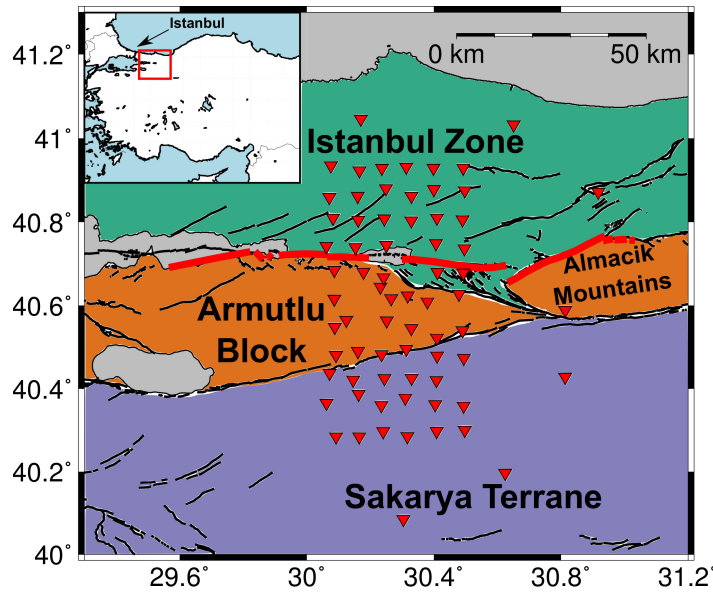 Istanbul
0 km 50 km
41.2°
41°
40.8°
40.6°
40.4°
40.2°
40°
Istanbul Zone
Almacik
Mountains
Armutlu
Block
Sakarya Terrane
29.6 30 30.4 30.8 31.2°